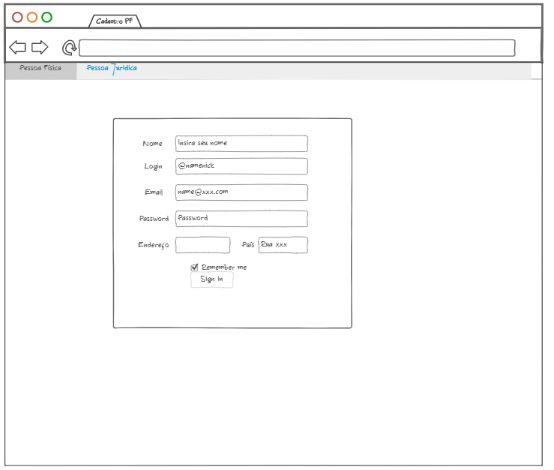 Cadastro PF
Pessoa Física Pessoa Jurídica
Nome Insira seu nome
Login @nomenick
Email nome@xxx.com
Password Password
Endereço País Rua xxx
Remember me
Sign in